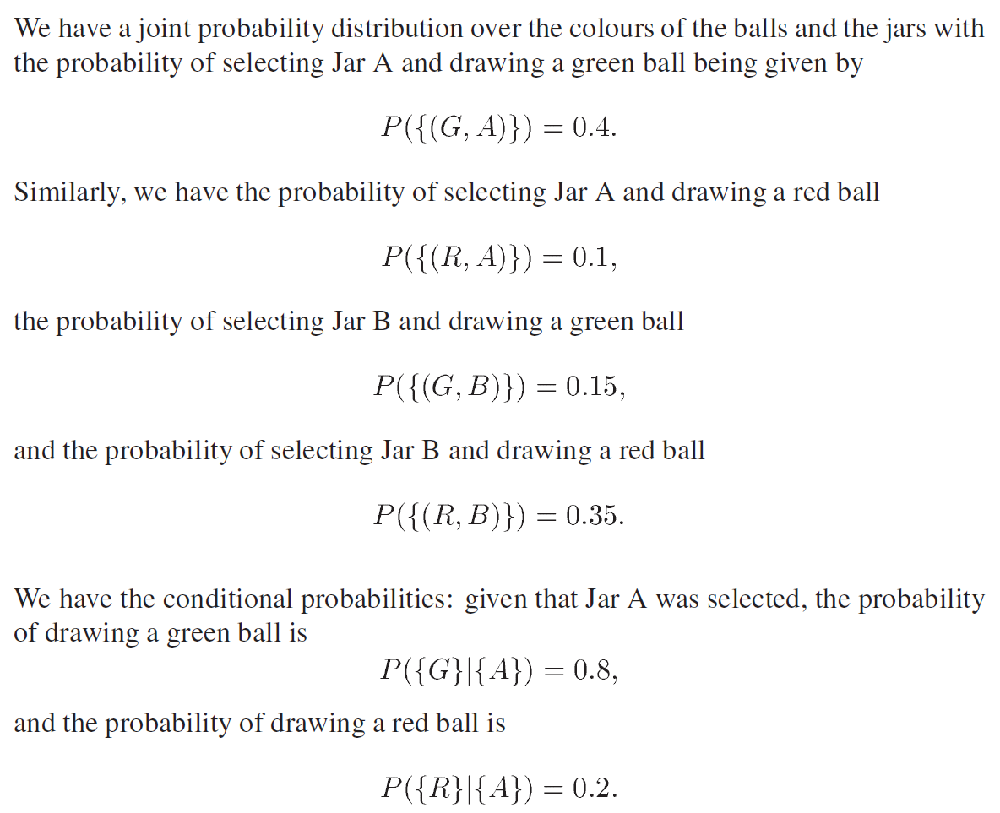 We have a joint probability distribution over the colours of the balls and the jars with
the probability of selecting Jar A and drawing a green ball being given by
P({(G, A)}) = 0.4.
Similarly, we have the probability of selecting Jar A and drawing a red ball
P({(R, A)}) = 0.1,
the probability of selecting Jar B and drawing a green ball
P({(G, B)}) = 0.15,
and the probability of selecting Jar B and drawing a red ball
P({(R, B)}) = 0.35.
We have the conditional probabilities: given that Jar A was selected, the probability
of drawing a green ball is
P({G}|{A}) = 0.8,
and the probability of drawing a red ball is
P({R}|{A}) = 0.2.